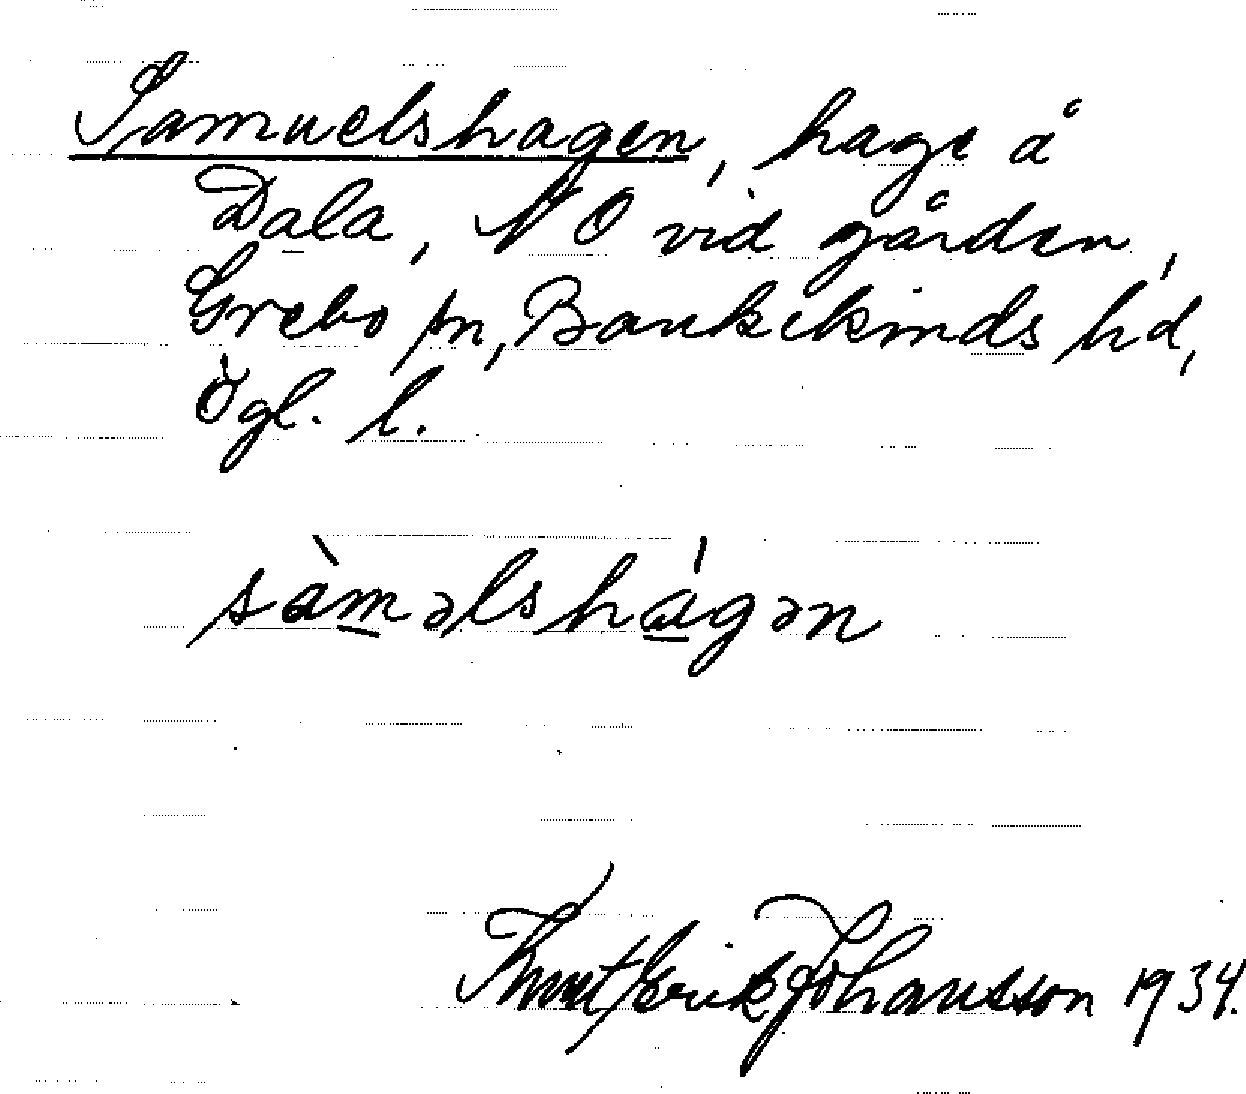 Samuelshagen, hage å
Dala, NO vid gården,
Grebo sn, Bankekinds hd,
Ögl. l.
sàməlshágən
Knut Erik Johansson 1934.